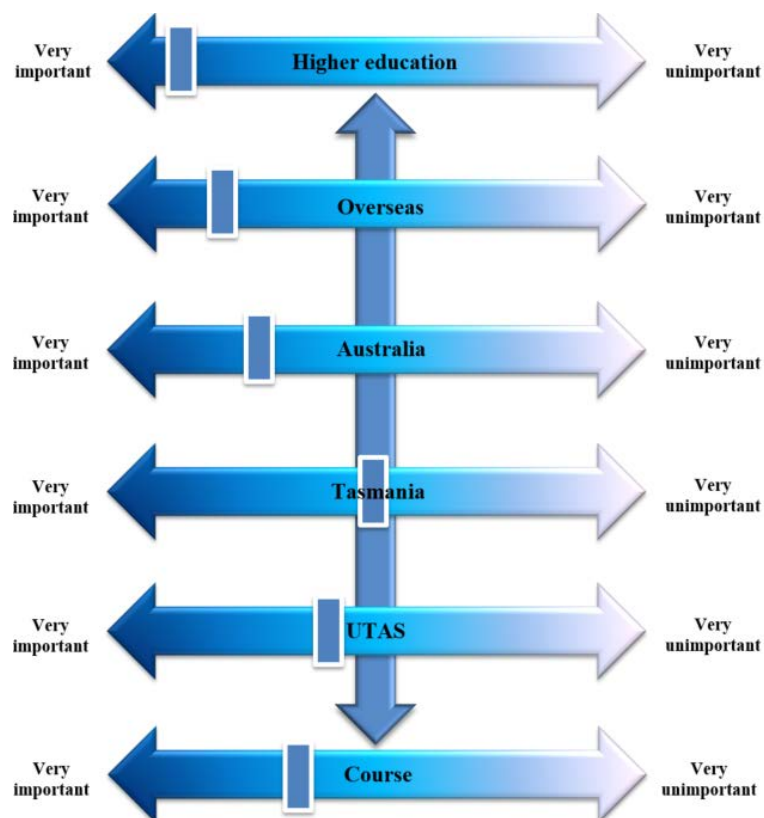 Very
important
Higher education
Very
unimportant
Very
important
Overseas
Very
unimportant
Very
important
Australia
Very
unimportant
Very
important
Tasmania
Very
unimportant
Very
important
UTAS
Very
unimportant
Very
important
Course
Very
unimportant